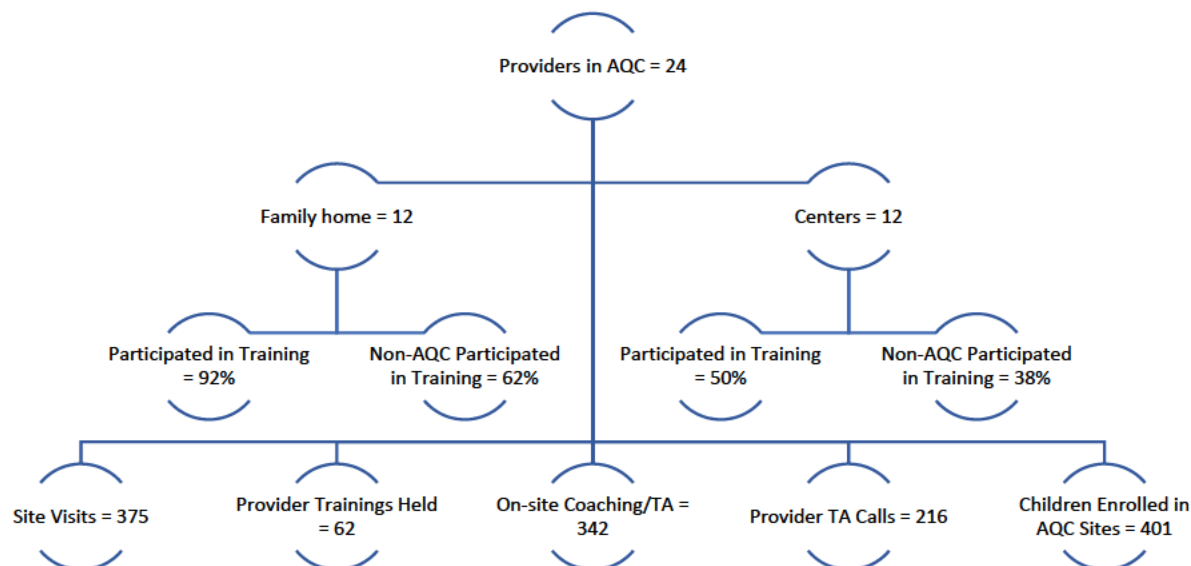 Providers in AQC = 24
Family home = 12
Centers = 12
Participated in Training
= 92%
Non-AQC Participated
in Training = 62%
Participated in Training
= 50%
Non-AQC Participated
in Training = 38%
Site Visits = 375
Provider Trainings Held
= 62
On-site Coaching/TA =
342
Provider TA Calls = 216
Children Enrolled in
AQC Sites = 401